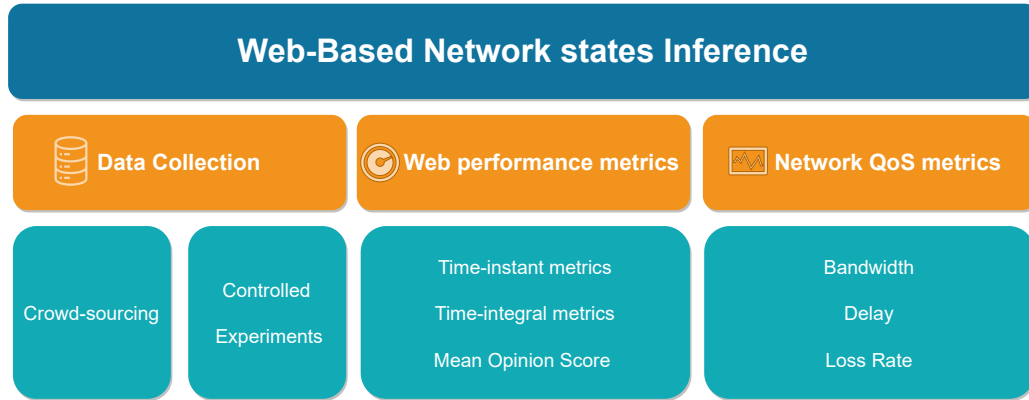 Web-Based Network states Inference
Data Collection
Web performance metrics
Network QoS metrics
Crowd-sourcing
Controlled
Experiments
Time-instant metrics
Time-integral metrics
Mean Opinion Score
Bandwidth
Delay
Loss Rate